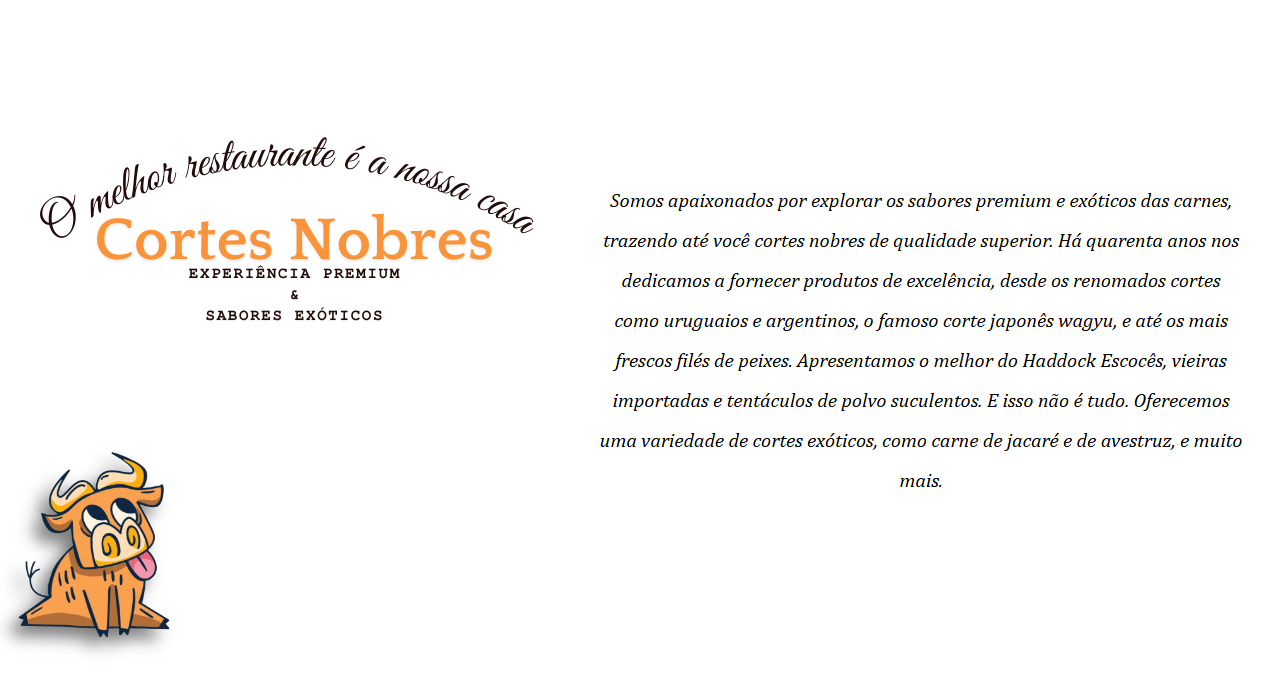 O melhor restaurante é a nossa casa
Cortes Nobres
EXPERIÊNCIA PREMIUM
&
SABORES EXÓTICOS
Somos apaixonados por explorar os sabores premium e exóticos das carnes,
trazendo até você cortes nobres de qualidade superior. Há quarenta anos nos
dedicamos a fornecer produtos de excelência, desde os renomados cortes
como uruguaios e argentinos, o famoso corte japonês wagyu, e até os mais
frescos filés de peixes. Apresentamos o melhor do Haddock Escocês, vieiras
importadas e tentáculos de polvo suculentos. E isso não é tudo. Oferecemos
uma variedade de cortes exóticos, como carne de jacaré e de avestruz, e muito
mais.